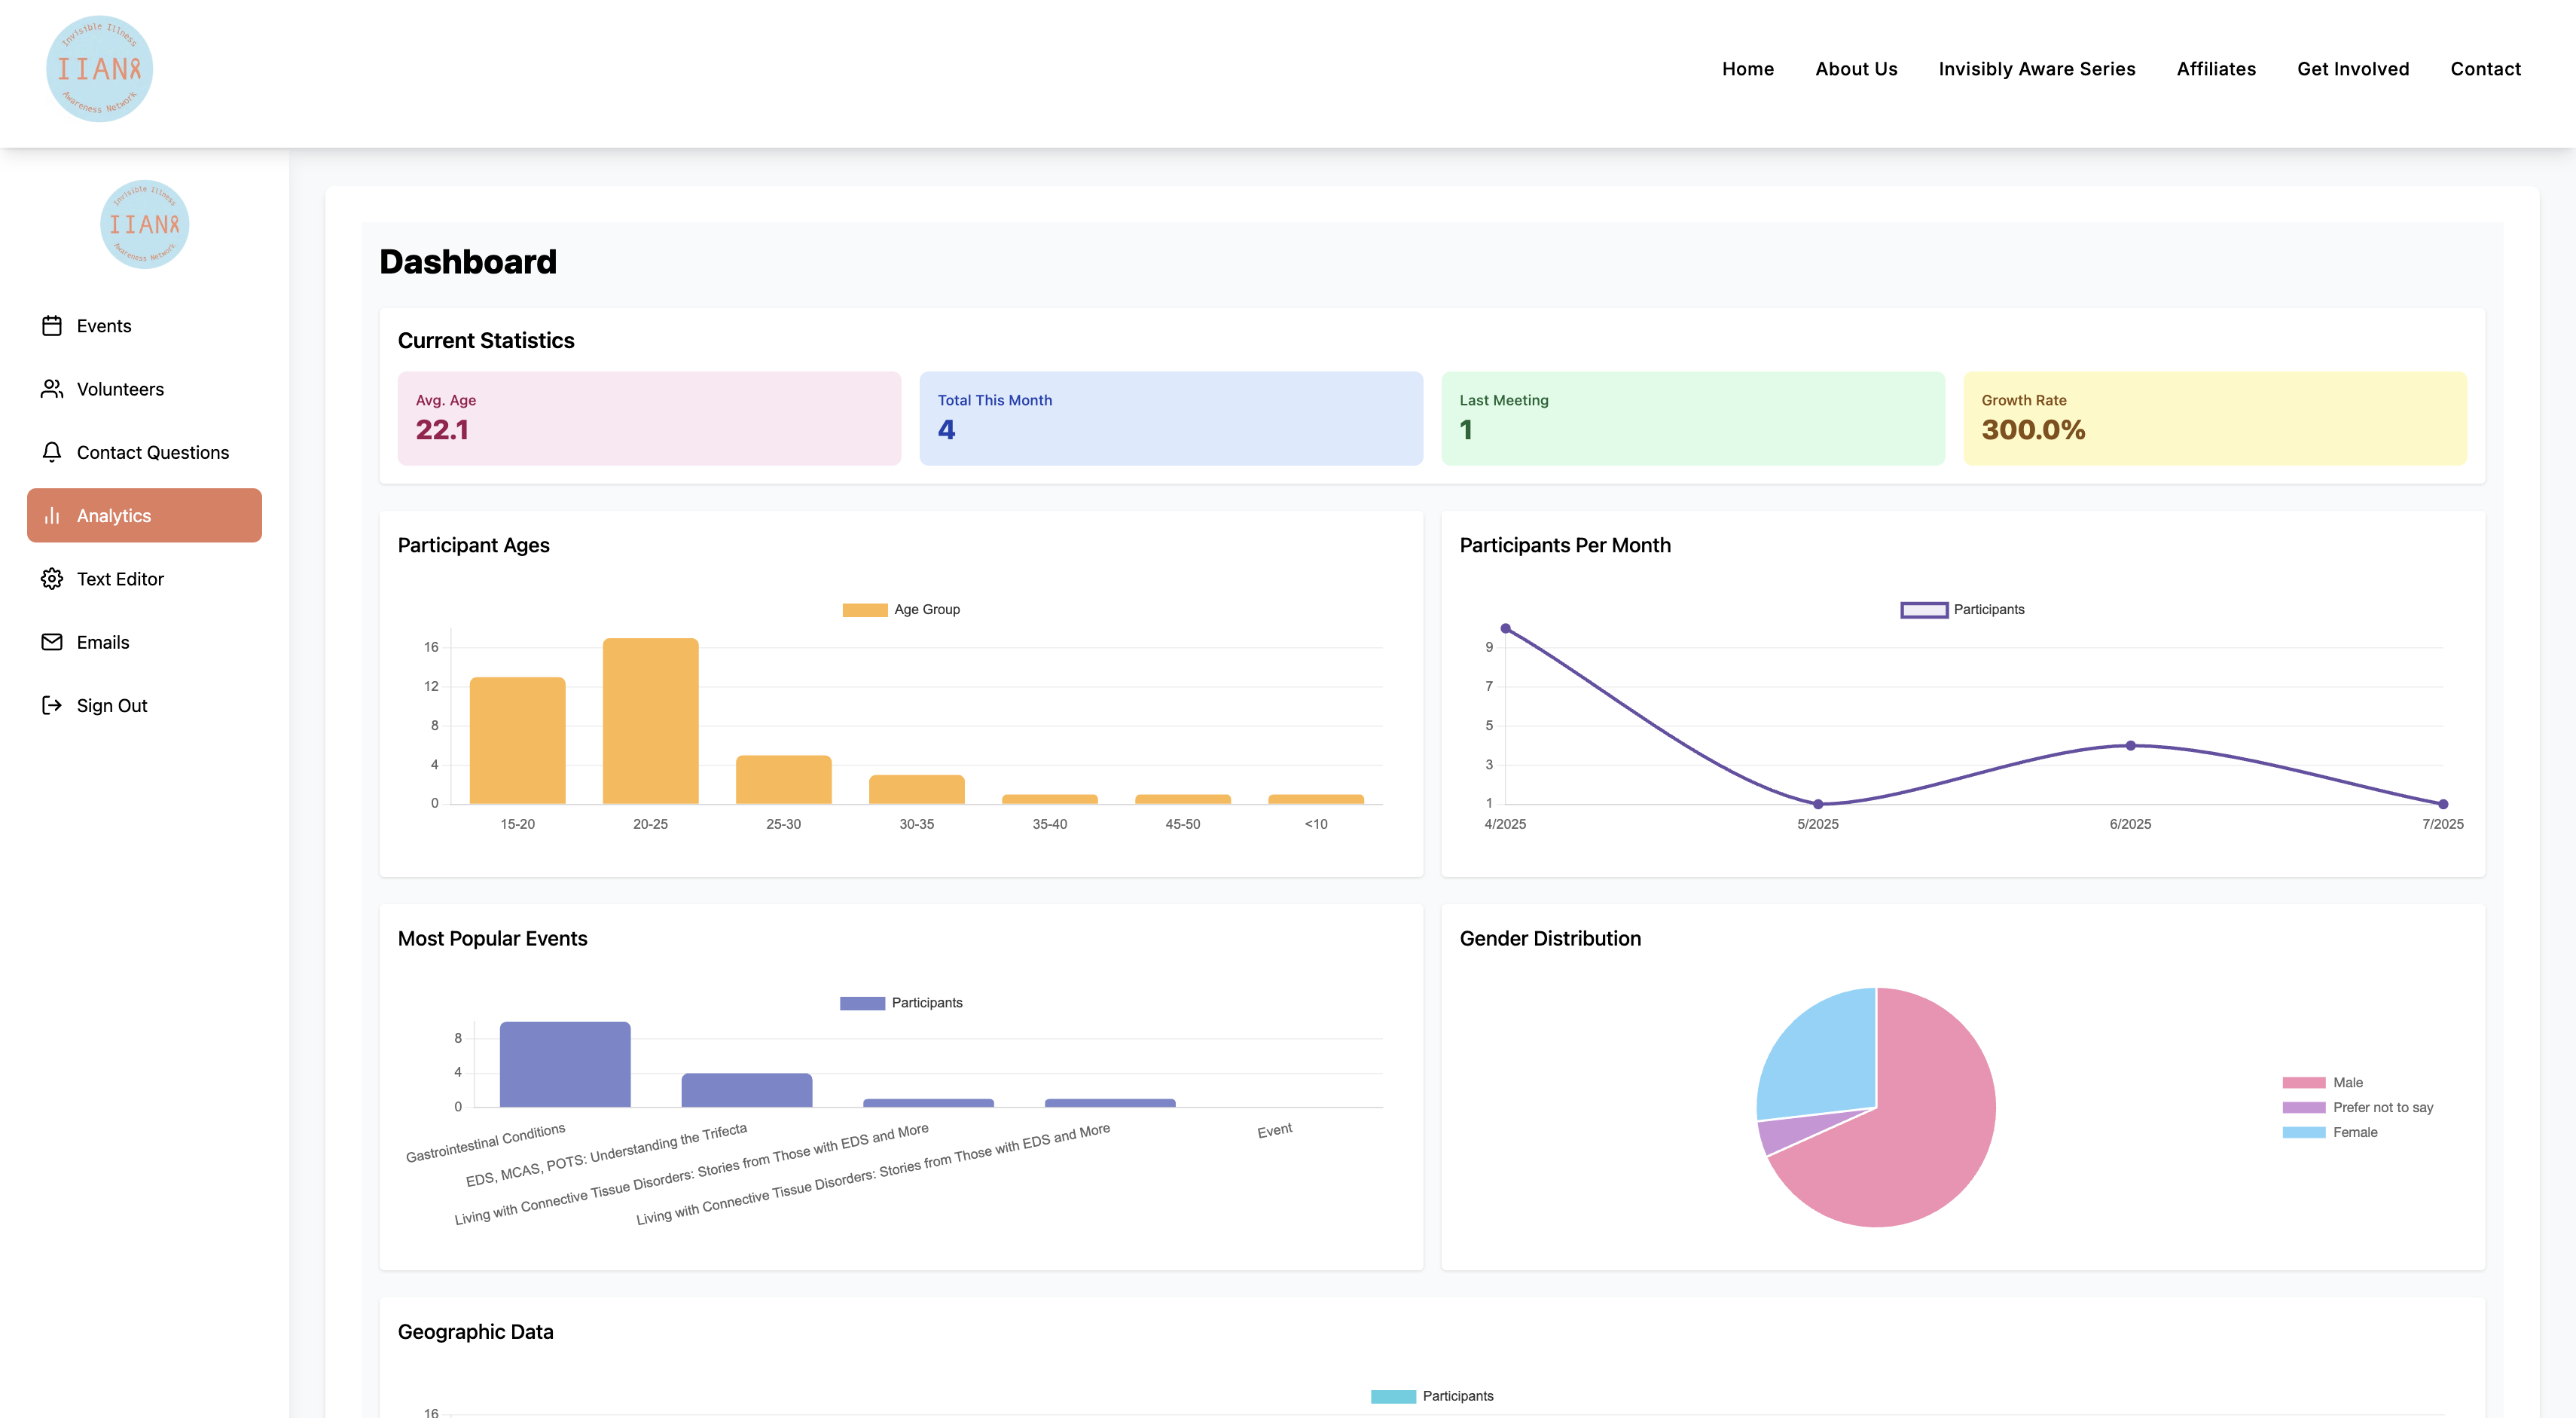 Invisible Illness
IIAN
Awareness Network
Home
About Us
Invisibly Aware Series
Affiliates
Get Involved
Contact
Invisible Illness
IIAN
Awareness Network
Events
Volunteers
Contact Questions
Analytics
Text Editor
Emails
Sign Out
Dashboard
Current Statistics
Avg. Age
22.1
Total This Month
4
Last Meeting
1
Growth Rate
300.0%
Participant Ages
Age Group
16
12
8
4
0
15-20
20-25
25-30
30-35
35-40
45-50
<10
Participants Per Month
Participants
9
7
5
3
1
4/2025
5/2025
6/2025
7/2025
Most Popular Events
Participants
8
4
0
Gastrointestinal Conditions
EDS, MCAS, POTS: Understanding the Trifecta
Living with Connective Tissue Disorders: Stories from Those with EDS and More
Living with Connective Tissue Disorders: Stories from Those with EDS and More
Event
Gender Distribution
Male
Prefer not to say
Female
Geographic Data
Participants
16